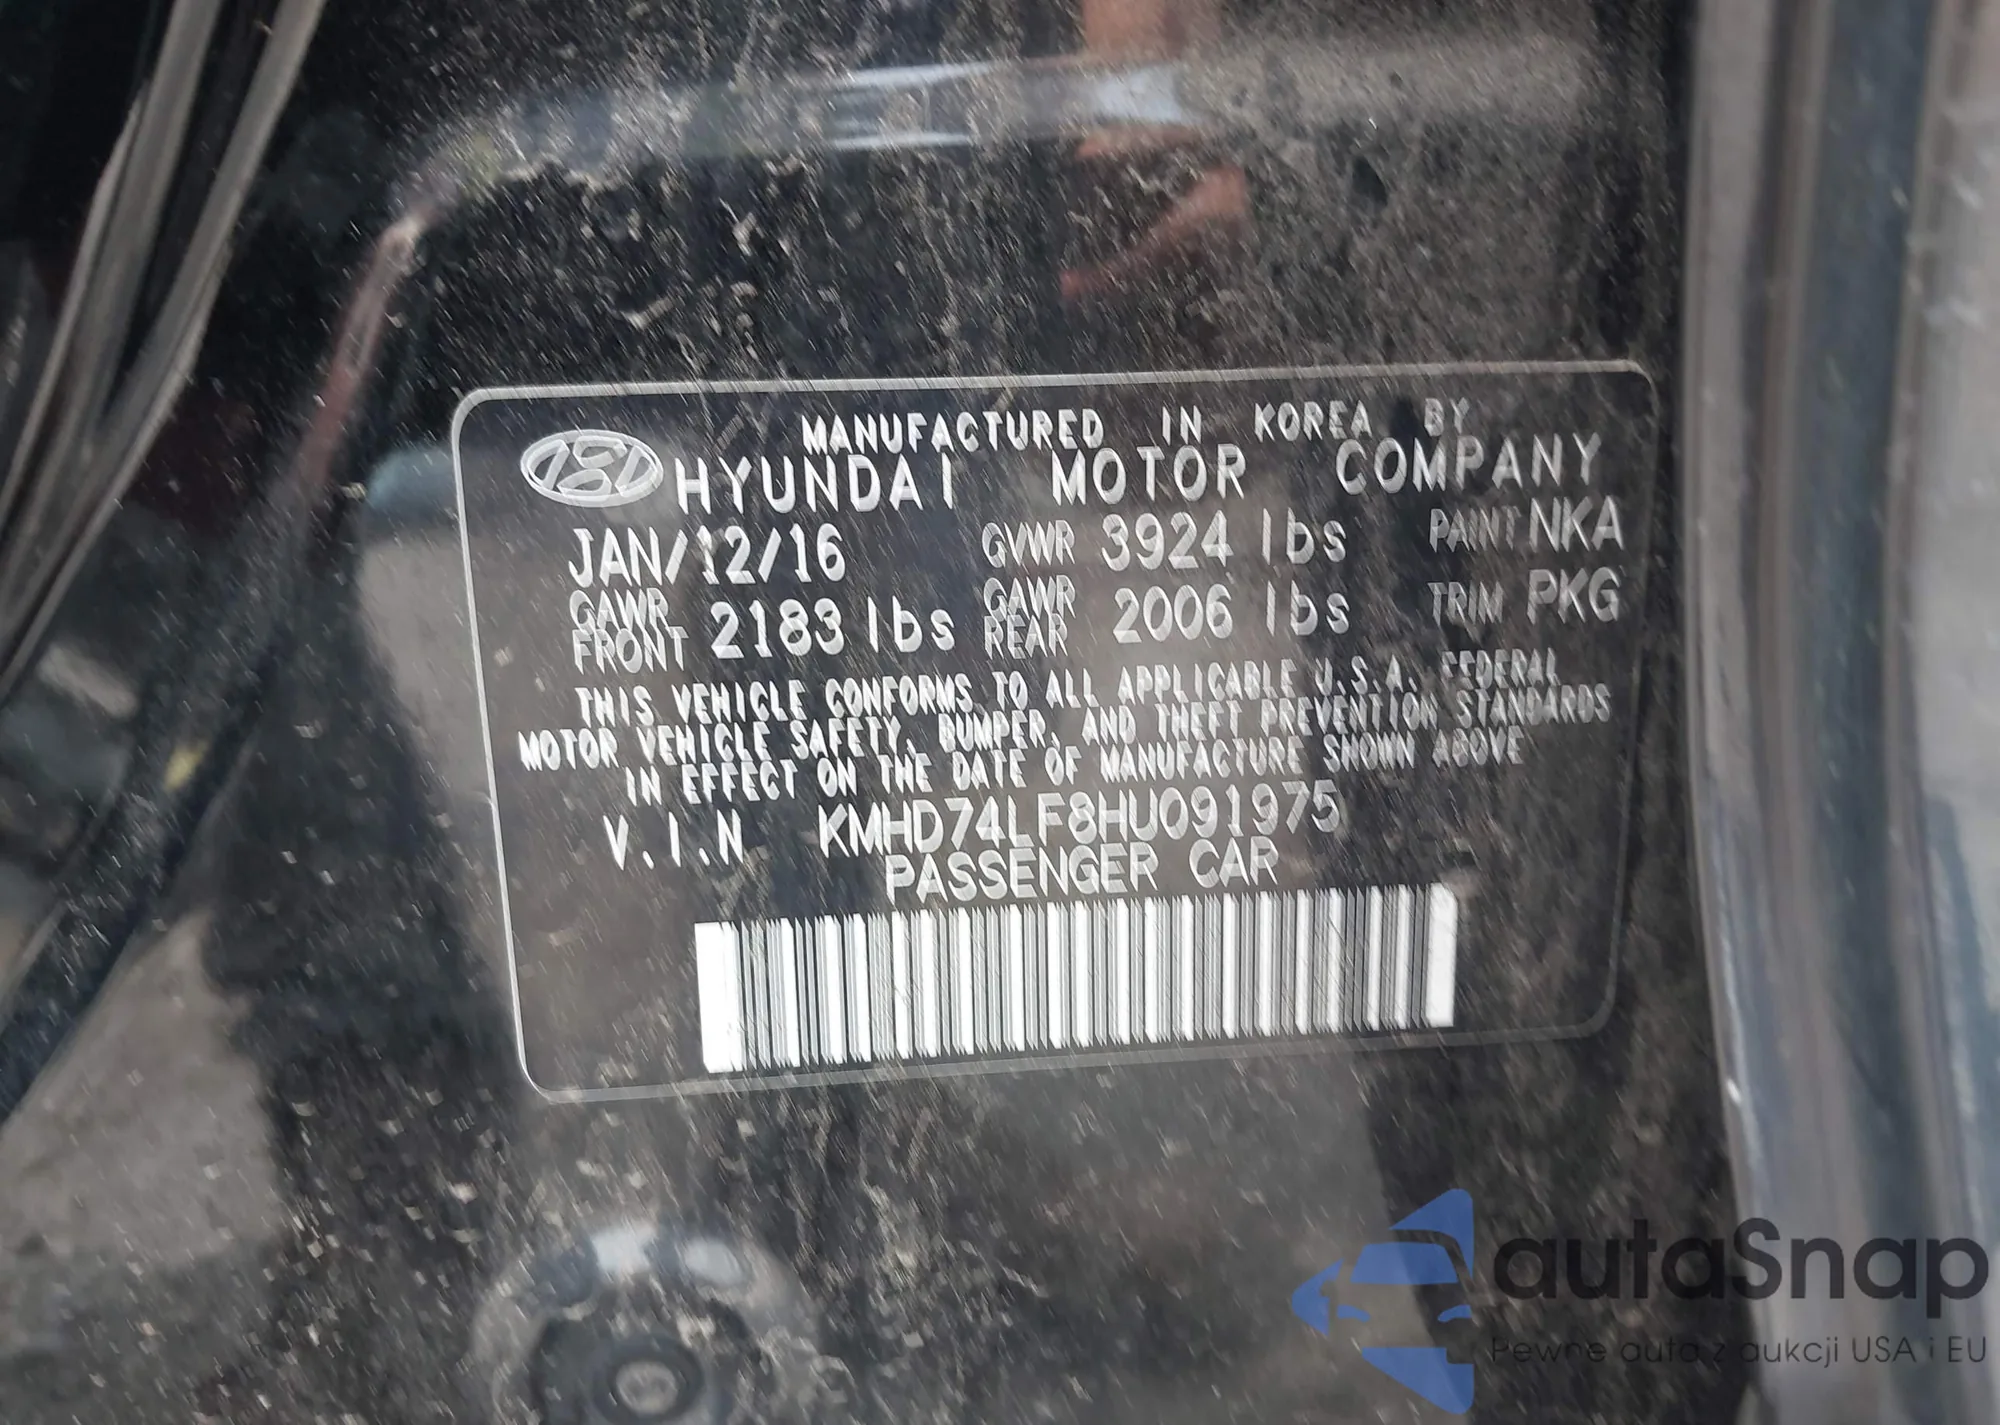 MANUFACTURED IN KOREA BY
HYUNDAI MOTOR COMPANY
JAN/12/16 GVWR 3924 lbs PAINT NKA
GAWR FRONT 2183 lbs GAWR REAR 2006 lbs TRIM PKG
THIS VEHICLE CONFORMS TO ALL APPLICABLE U.S.A. FEDERAL
MOTOR VEHICLE SAFETY, BUMPER, AND THEFT PREVENTION STANDARDS
IN EFFECT ON THE DATE OF MANUFACTURE SHOWN ABOVE
V.I.N KMHD74LF8HU091975
PASSENGER CAR
autaSnap
Pewne auta z aukcji USA i EU